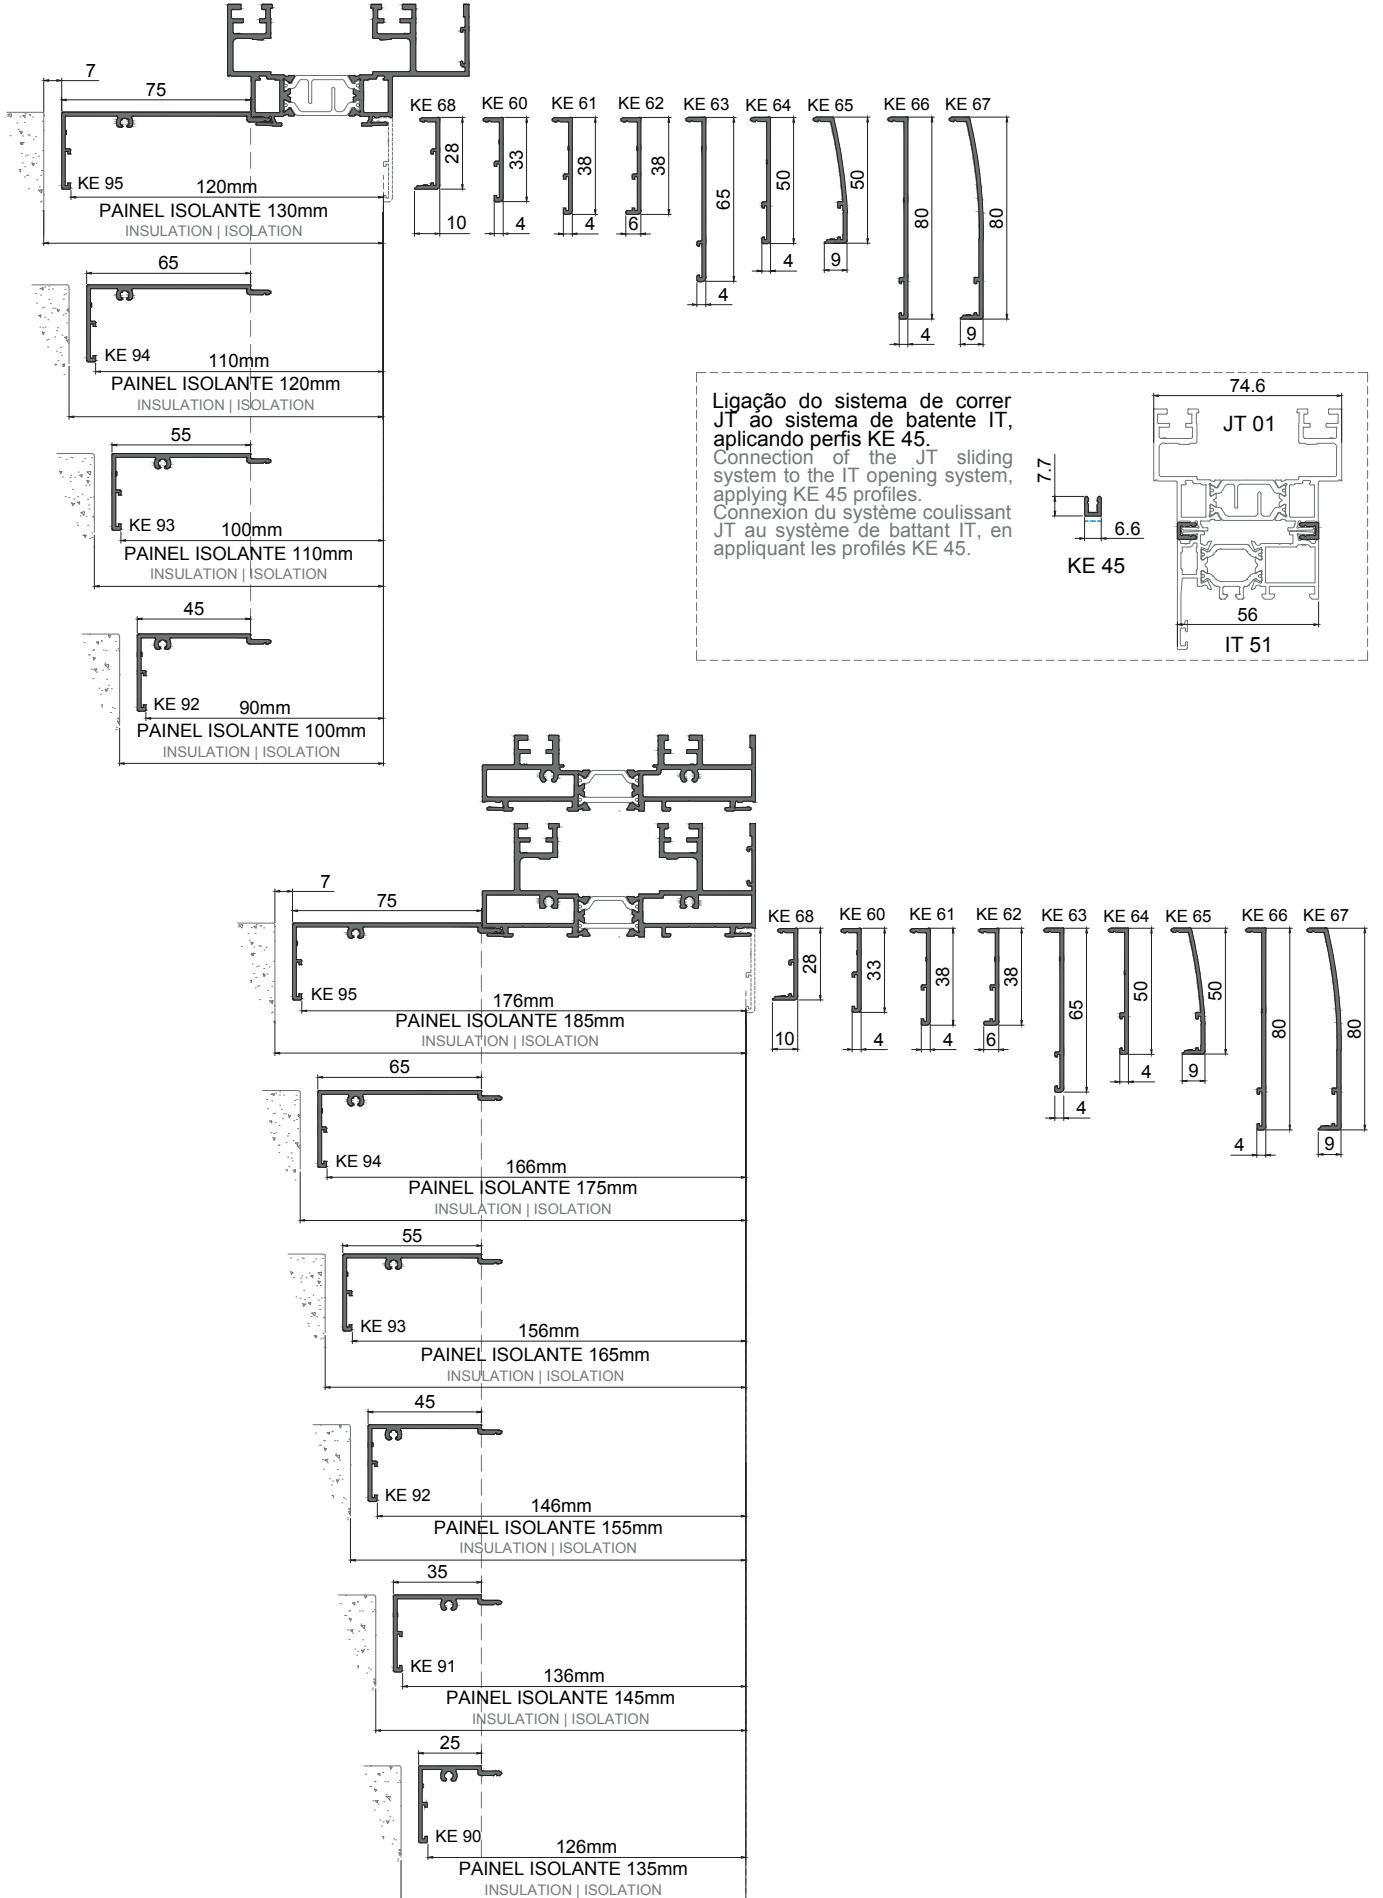 7
75
KE 95
120mm
PAINEL ISOLANTE 130mm
INSULATION | ISOLATION
KE 68
28
10
KE 60
33
4
KE 61
38
4
KE 62
38
6
KE 63
65
4
KE 64
50
4
KE 65
50
9
KE 66
80
4
KE 67
80
9
65
KE 94
110mm
PAINEL ISOLANTE 120mm
INSULATION | ISOLATION
55
KE 93
100mm
PAINEL ISOLANTE 110mm
INSULATION | ISOLATION
45
KE 92
90mm
PAINEL ISOLANTE 100mm
INSULATION | ISOLATION
Ligação do sistema de correr
JT ao sistema de batente IT,
aplicando perfis KE 45.
Connection of the JT sliding
system to the IT opening system,
applying KE 45 profiles.
Connexion du système coulissant
JT au système de battant IT, en
appliquant les profilés KE 45.
7.7
6.6
KE 45
74.6
JT 01
56
IT 51
7
75
KE 95
176mm
PAINEL ISOLANTE 185mm
INSULATION | ISOLATION
KE 68
28
10
KE 60
33
4
KE 61
38
4
KE 62
38
6
KE 63
65
4
KE 64
50
4
KE 65
50
9
KE 66
80
4
KE 67
80
9
65
KE 94
166mm
PAINEL ISOLANTE 175mm
INSULATION | ISOLATION
55
KE 93
156mm
PAINEL ISOLANTE 165mm
INSULATION | ISOLATION
45
KE 92
146mm
PAINEL ISOLANTE 155mm
INSULATION | ISOLATION
35
KE 91
136mm
PAINEL ISOLANTE 145mm
INSULATION | ISOLATION
25
KE 90
126mm
PAINEL ISOLANTE 135mm
INSULATION | ISOLATION